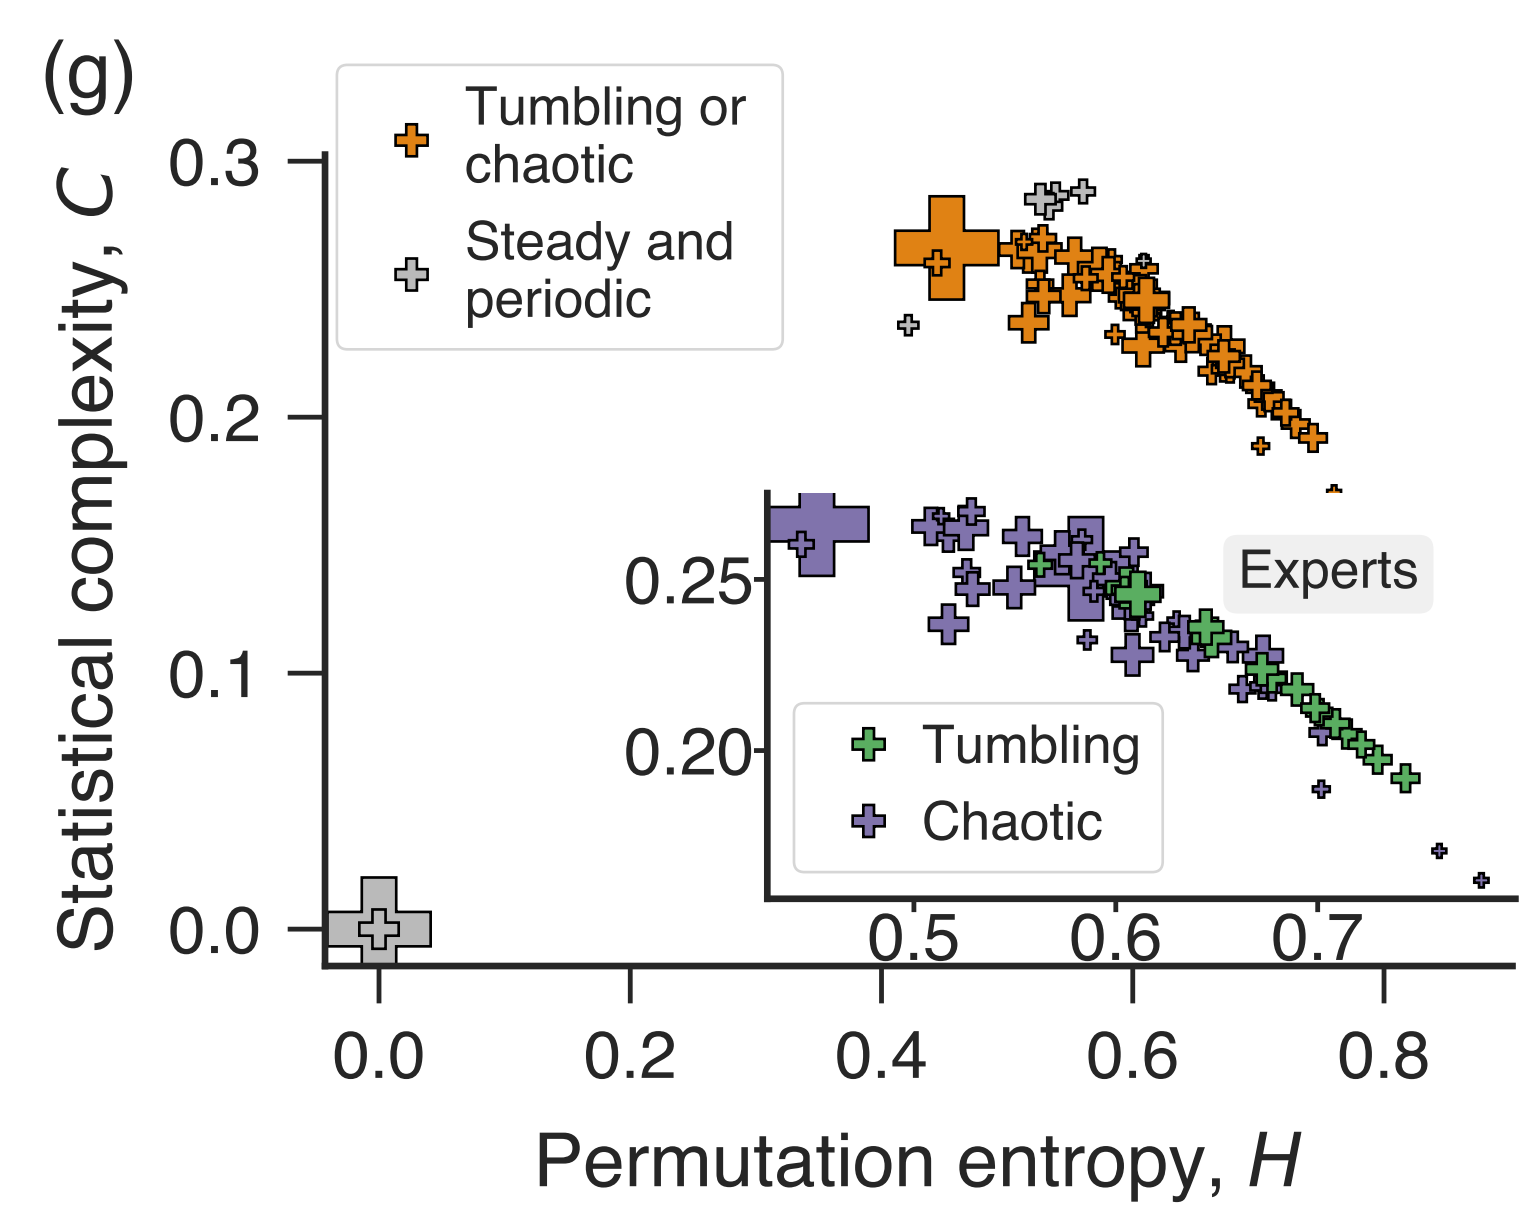 (g)
Tumbling or
chaotic
Steady and
periodic
Statistical complexity, C
0.3
0.2
0.1
0.0
0.25
0.20
Experts
Tumbling
Chaotic
0.5 0.6 0.7
0.0 0.2 0.4 0.6 0.8
Permutation entropy, H